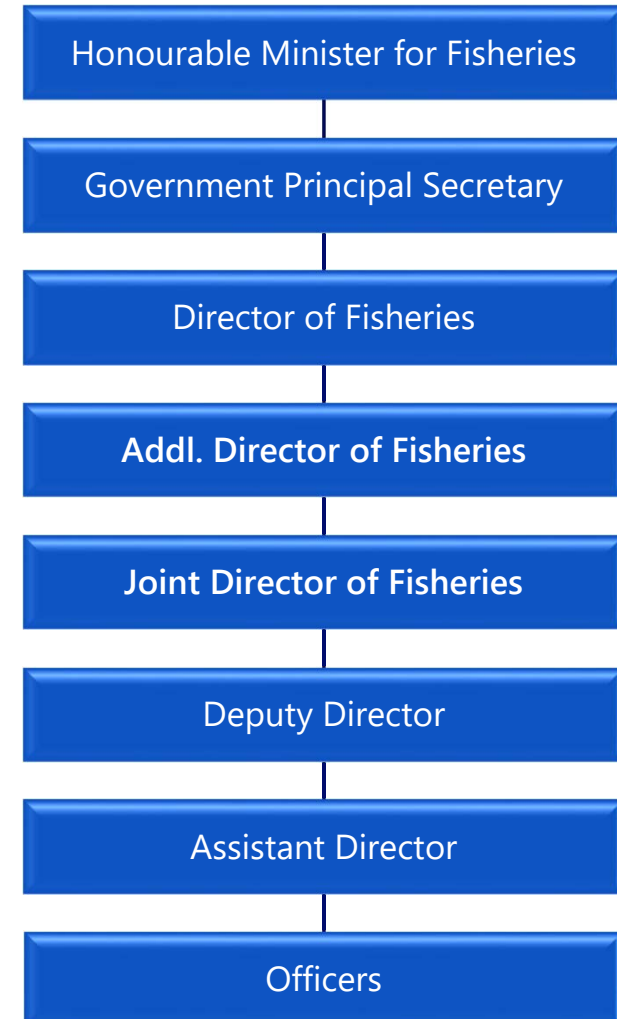 Honourable Minister for Fisheries
Government Principal Secretary
Director of Fisheries
Addl. Director of Fisheries
Joint Director of Fisheries
Deputy Director
Assistant Director
Officers